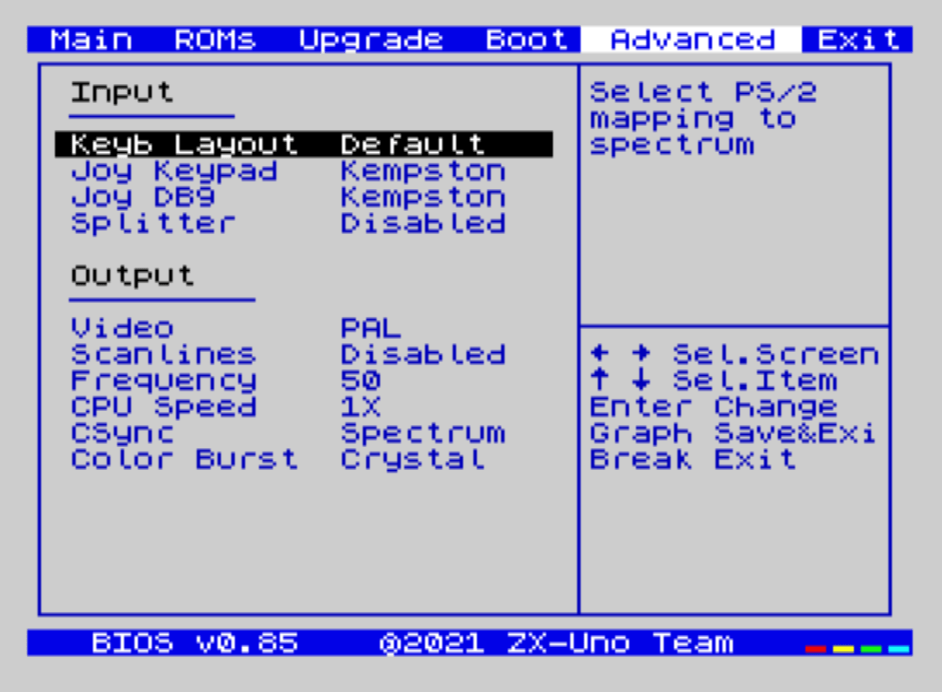 Main ROMs Upgrade Boot Advanced Exit
Input
Keyb Layout Default
Joy Keypad Kempston
Joy DB9 Kempston
Splitter Disabled
Output
Video PAL
Scanlines Disabled
Frequency 50
CPU Speed 1X
CSync Spectrum
Color Burst Crystal
Select PS/2
mapping to
spectrum
← → Sel.Screen
↑ ↓ Sel.Item
Enter Change
Graph Save&Exi
Break Exit
BIOS v0.85 ©2021 ZX-Uno Team